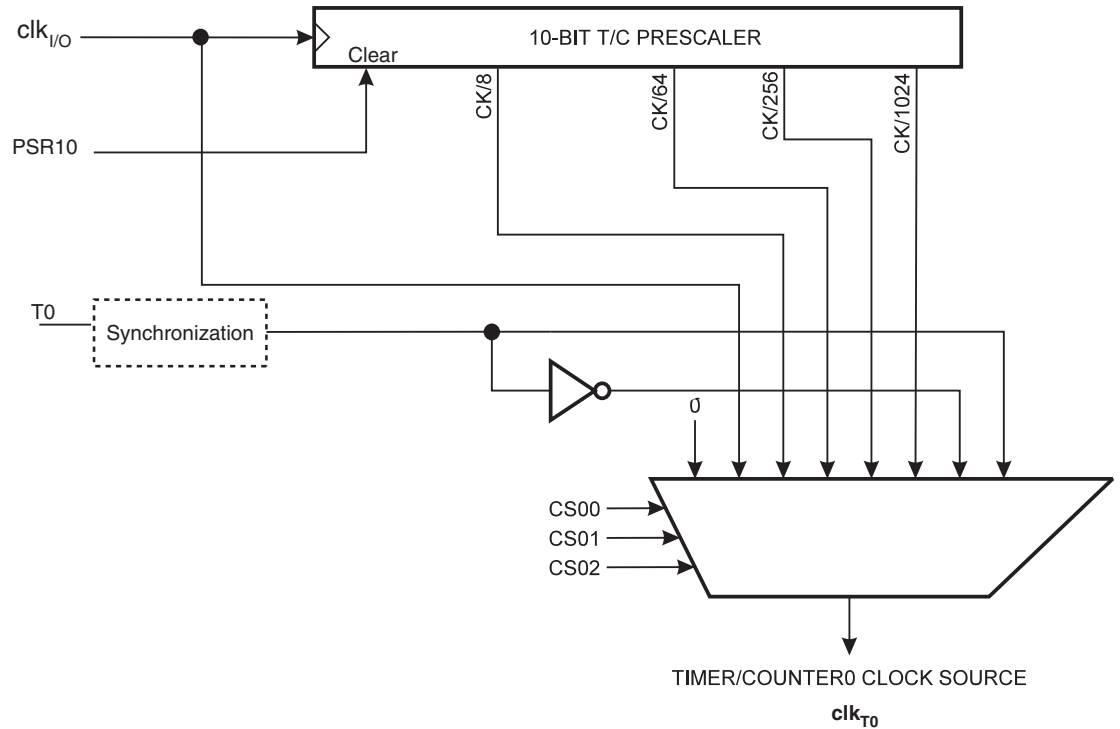 clkI/O
10-BIT T/C PRESCALER
Clear
CK/8
CK/64
CK/256
CK/1024
PSR10
T0
Synchronization
0
CS00
CS01
CS02
TIMER/COUNTER0 CLOCK SOURCE
clkT0